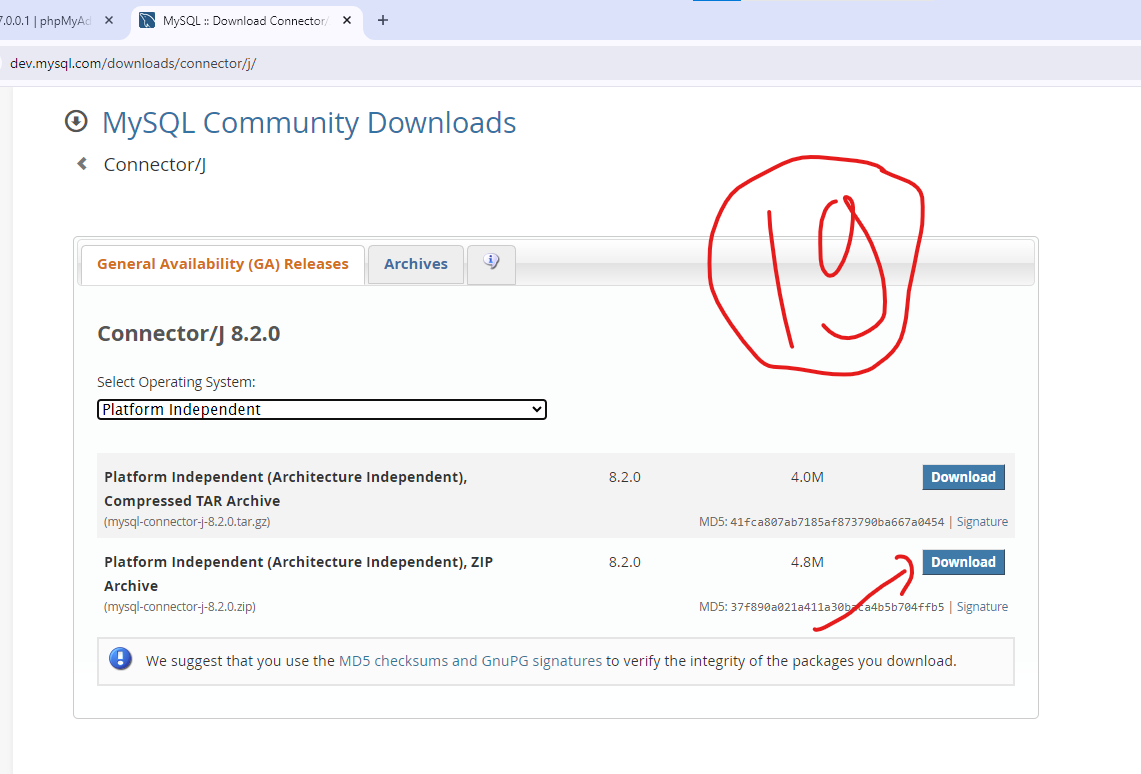 7.0.0.1 | phpMyAd
MySQL :: Download Connector/
dev.mysql.com/downloads/connector/j/
MySQL Community Downloads
Connector/J
19
General Availability (GA) Releases Archives
Connector/J 8.2.0
Select Operating System:
Platform Independent
Platform Independent (Architecture Independent), 8.2.0 4.0M Download
Compressed TAR Archive
(mysql-connector-j-8.2.0.tar.gz) MD5: 41fca807ab7185af873790ba667a0454 | Signature
Platform Independent (Architecture Independent), ZIP 8.2.0 4.8M Download
Archive
(mysql-connector-j-8.2.0.zip) MD5: 37f890a021a411a30baca4b5b704ffb5 | Signature
We suggest that you use the MD5 checksums and GnuPG signatures to verify the integrity of the packages you download.